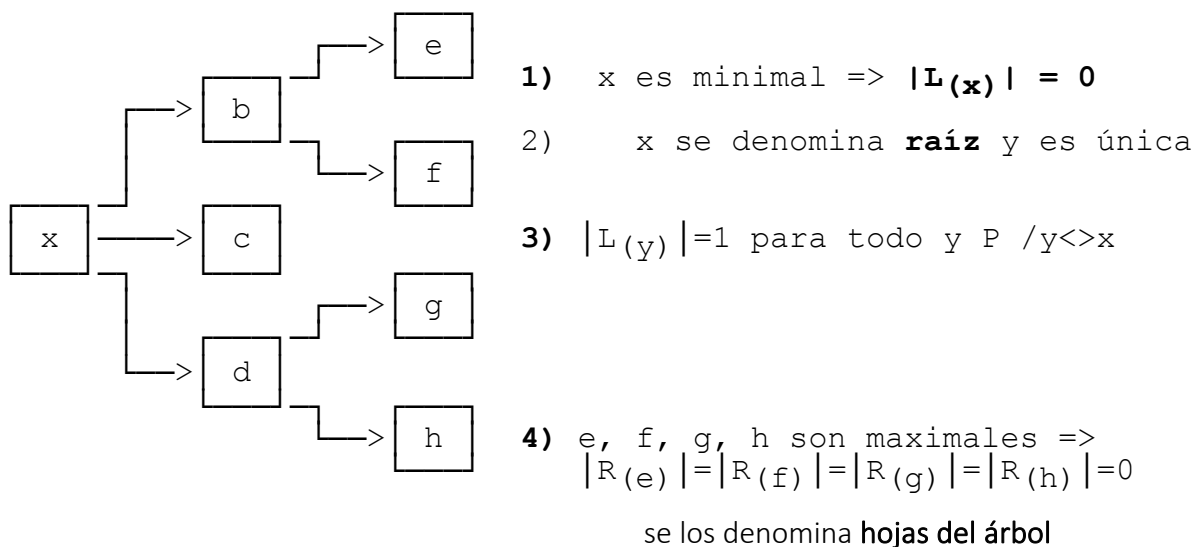 e
1) x es minimal => |L(x)| = 0
b
2) x se denomina raíz y es única
f
x
c
3) |L(y)|=1 para todo y P /y<>x
g
d
4) e, f, g, h son maximales =>
h
|R(e)|=|R(f)|=|R(g)|=|R(h)|=0
se los denomina hojas del árbol